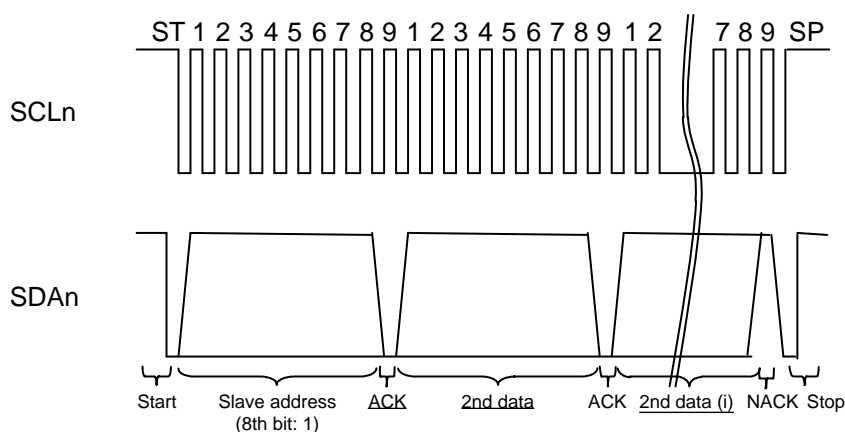 ST 1 2 3 4 5 6 7 8 9 1 2 3 4 5 6 7 8 9 1 2 7 8 9 SP
SCLn
SDAn
Start Slave address ACK 2nd data ACK 2nd data (i) NACK Stop
(8th bit: 1)